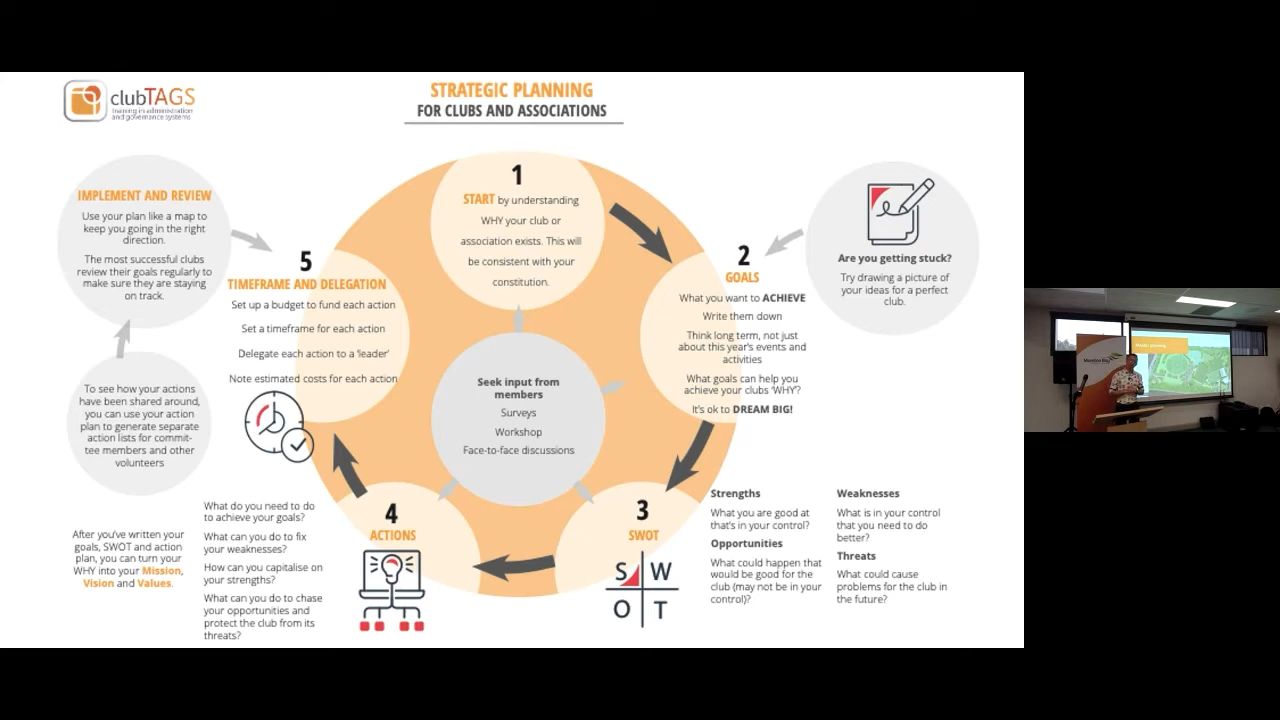 clubTAGS
training in administration
and governance systems
STRATEGIC PLANNING
FOR CLUBS AND ASSOCIATIONS
1
START by understanding
WHY your club or
association exists. This will
be consistent with your
constitution.
2
GOALS
What you want to ACHIEVE
Write them down
Think long term, not just
about this year's events and
activities
What goals can help you
achieve your clubs 'WHY'?
It's ok to DREAM BIG!
Are you getting stuck?
Try drawing a picture of
your ideas for a perfect
club.
3
SWOT
S W
O T
Strengths
What you are good at
that's in your control?
Opportunities
What could happen that
would be good for the
club (may not be in your
control)?
Weaknesses
What is in your control
that you need to do
better?
Threats
What could cause
problems for the club in
the future?
4
ACTIONS
What do you need to do
to achieve your goals?
What can you do to fix
your weaknesses?
How can you capitalise on
your strengths?
What can you do to chase
your opportunities and
protect the club from its
threats?
5
TIMEFRAME AND DELEGATION
Set up a budget to fund each action
Set a timeframe for each action
Delegate each action to a 'leader'
Note estimated costs for each action
Seek input from
members
Surveys
Workshop
Face-to-face discussions
IMPLEMENT AND REVIEW
Use your plan like a map to
keep you going in the right
direction.
The most successful clubs
review their goals regularly to
make sure they are staying
on track.
To see how your actions
have been shared around,
you can use your action
plan to generate separate
action lists for commit-
tee members and other
volunteers
After you've written your
goals, SWOT and action
plan, you can turn your
WHY into your Mission,
Vision and Values.
Moreton Bay